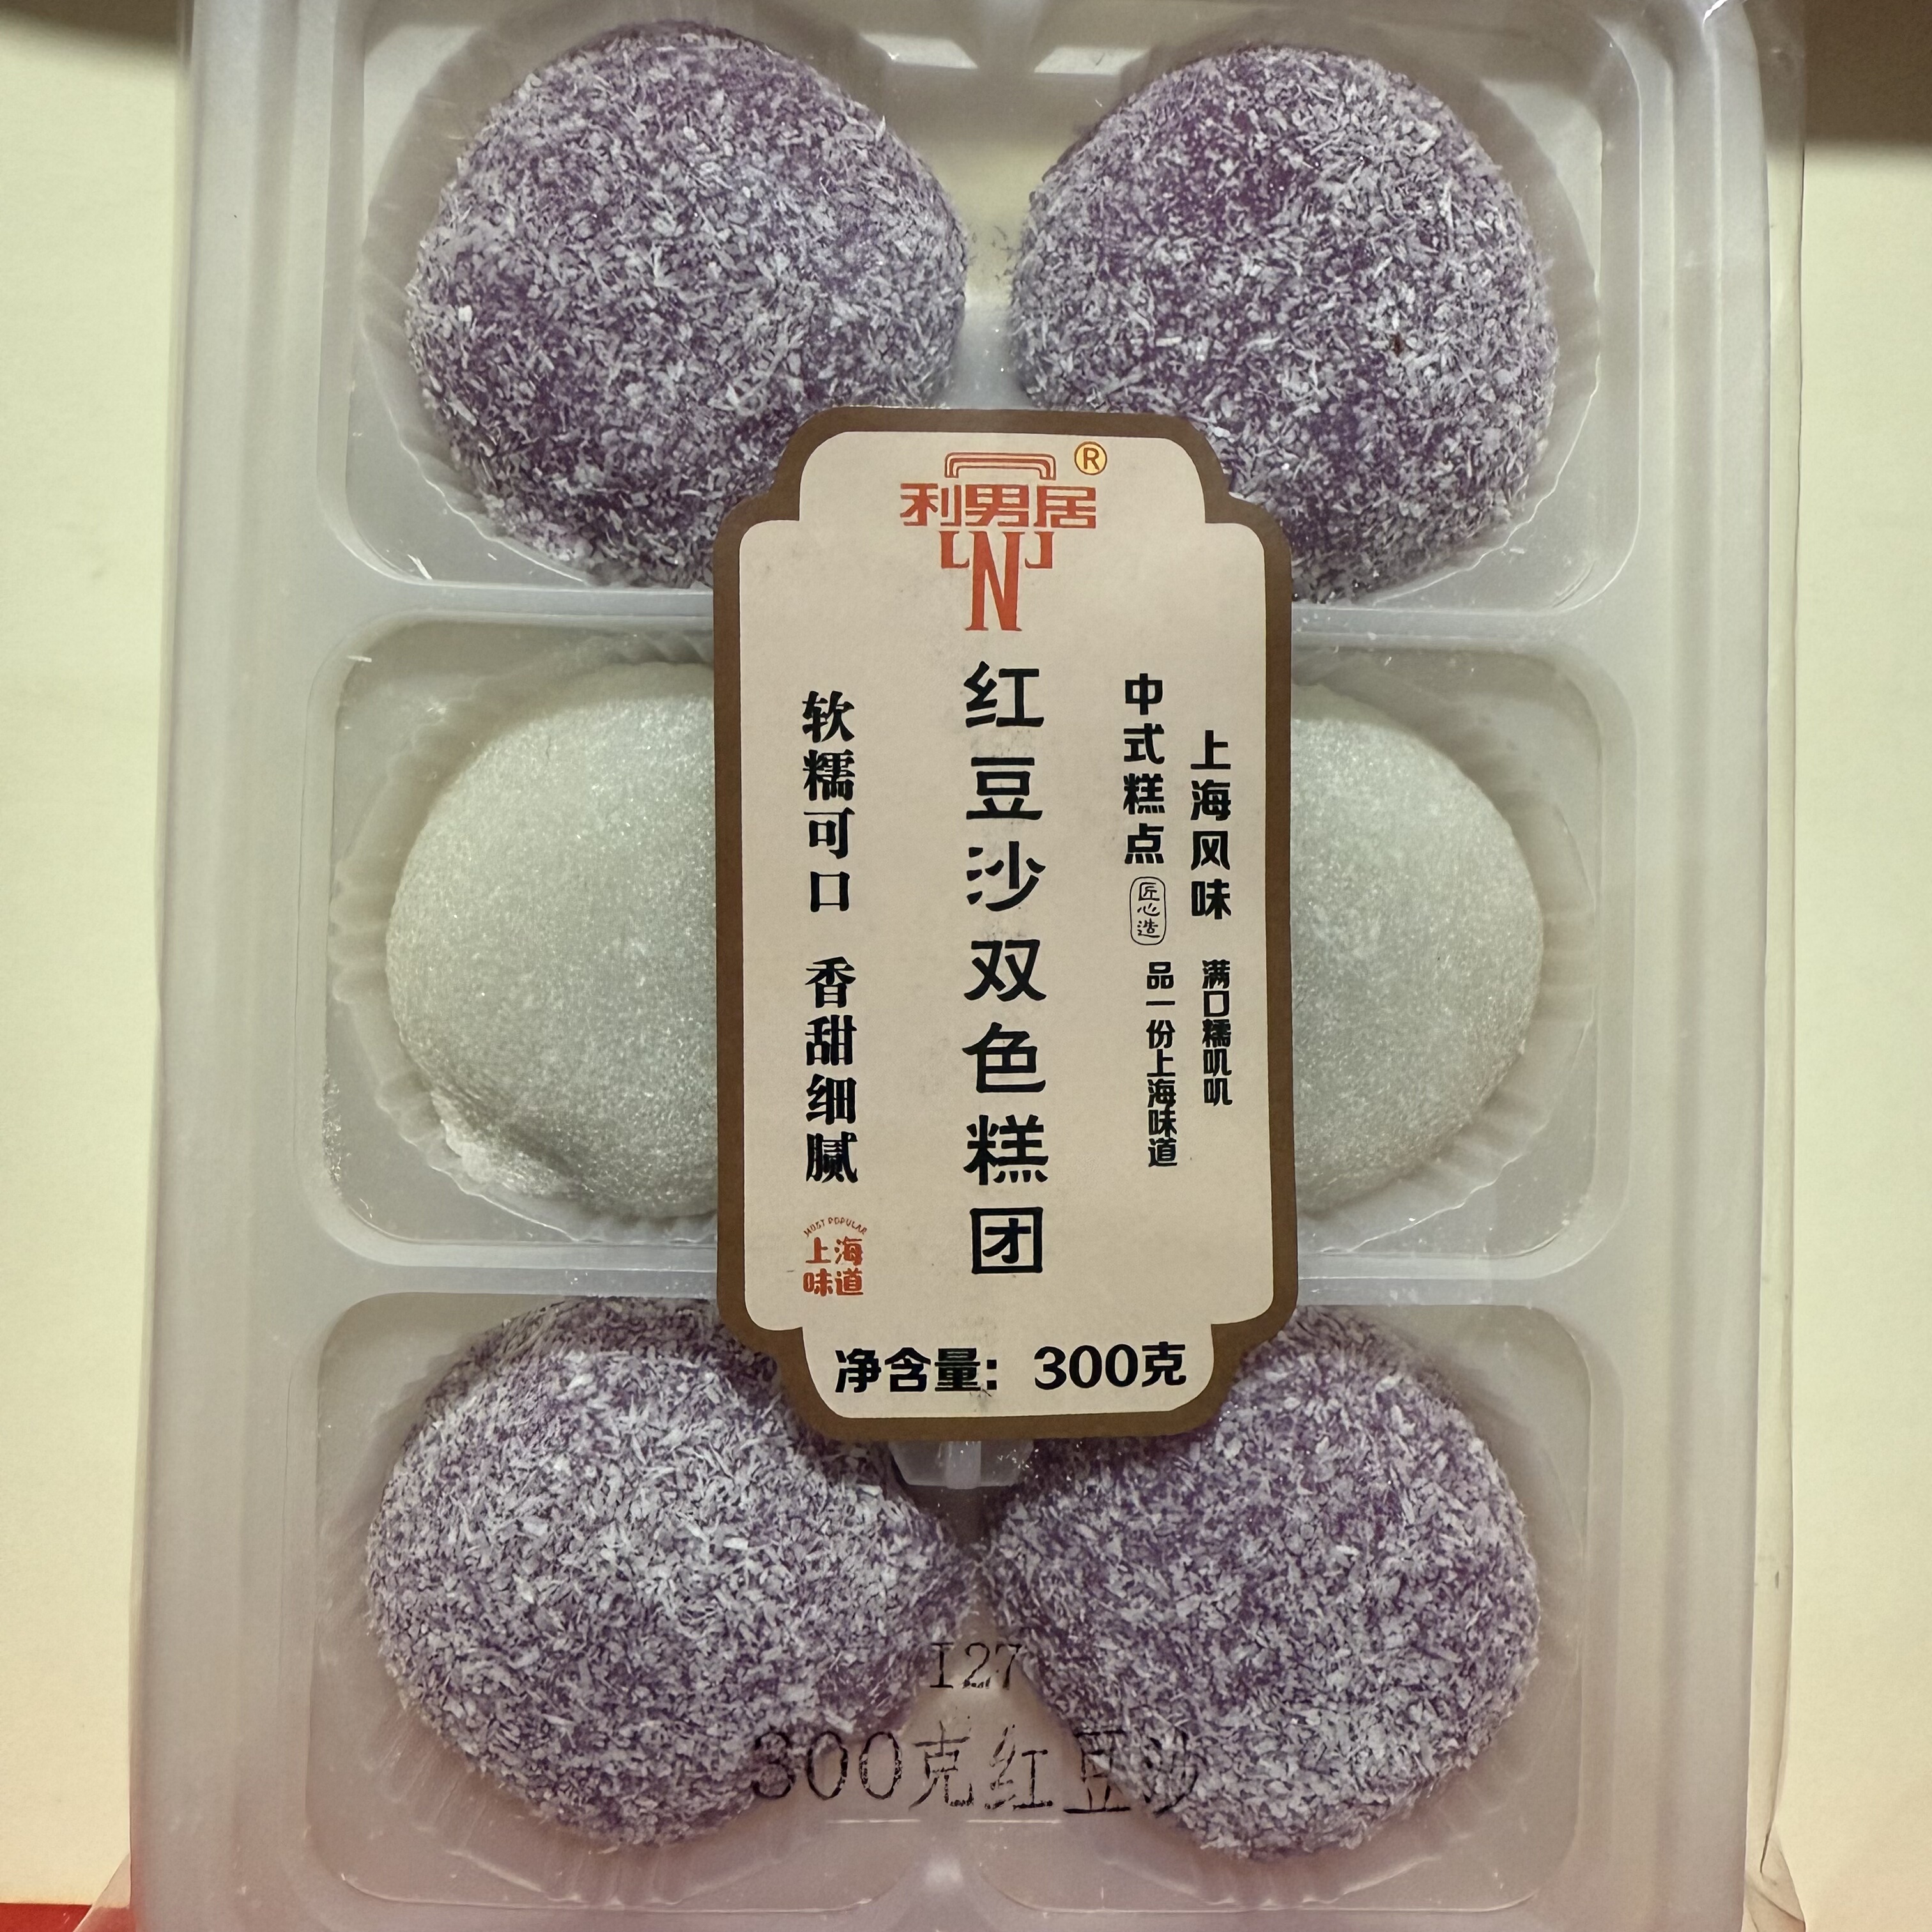 ®
利男居
N
上海风味 满口糯叽叽
中式糕点 匠心造 品一份上海味道
红豆沙双色糕团
软糯可口 香甜细腻
MOST POPULAR
上海
味道
净含量：300克
127
300克红豆沙